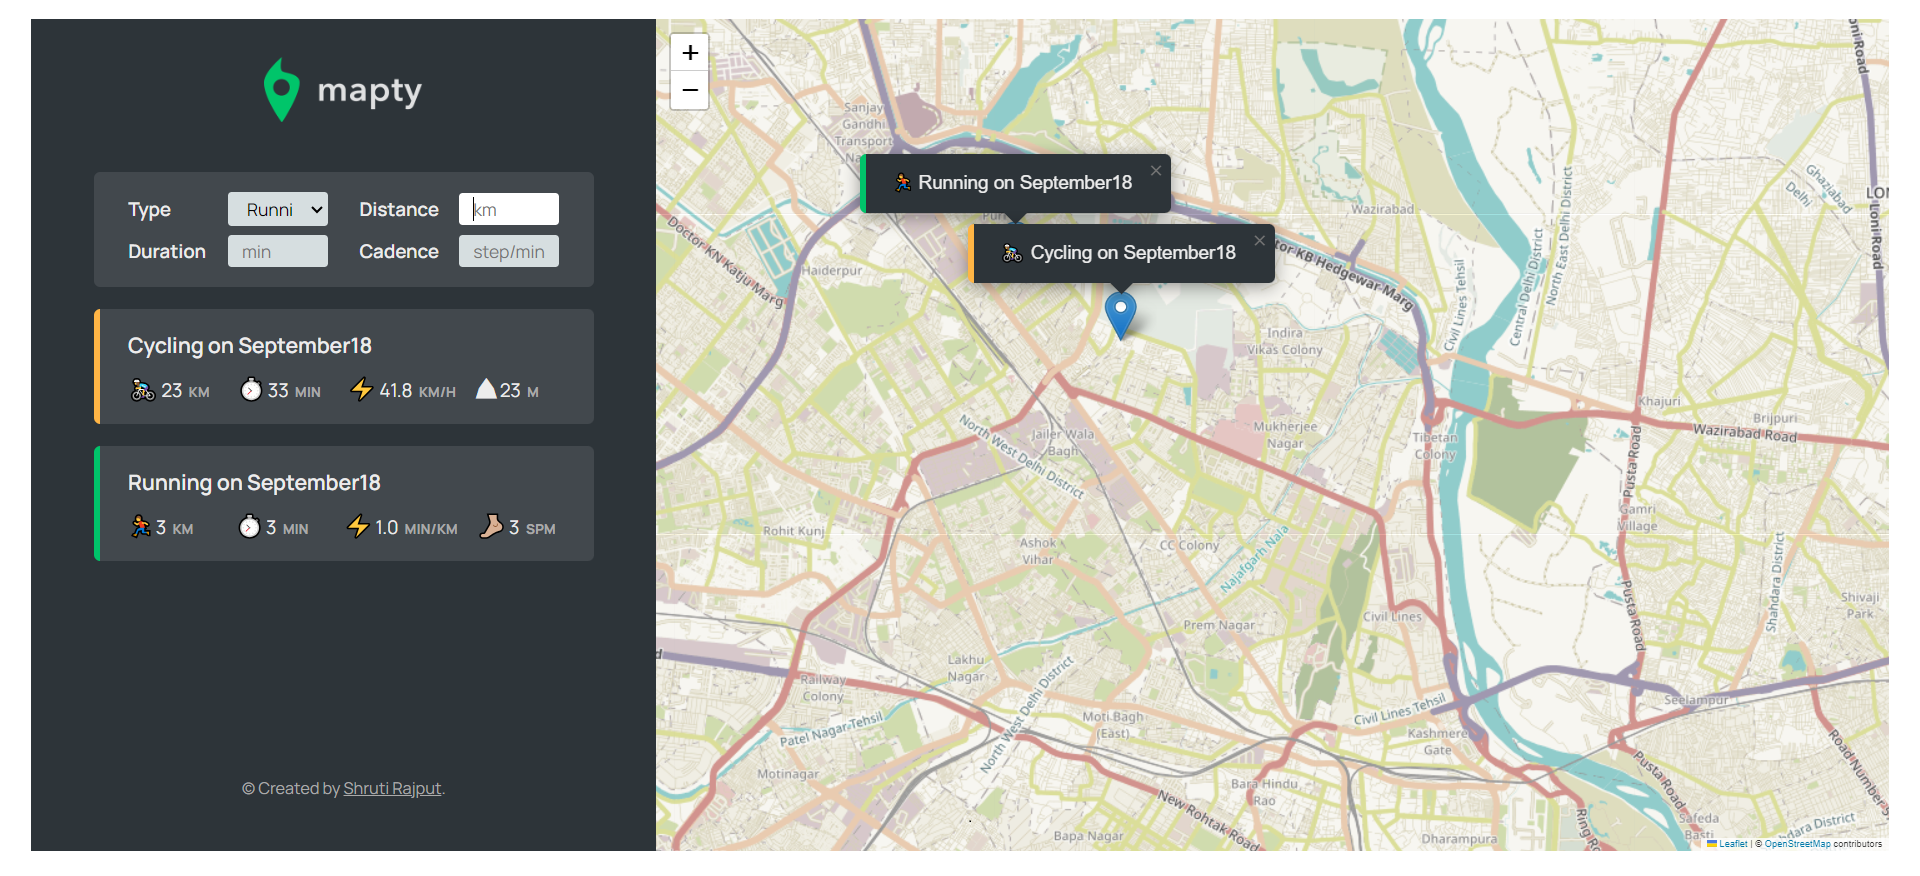 mapty
Type Runni Distance km
Duration min Cadence step/min
Cycling on September18
23 KM 33 MIN 41.8 KM/H 23 M
Running on September18
3 KM 3 MIN 1.0 MIN/KM 3 SPM
© Created by Shruti Rajput.
+
−
Running on September18 ×
Cycling on September18 ×
Sanjay
Gandhi
Transport
Doctor KN Katju Marg
Haiderpur
Wazirabad
tor KB Hedgewar Marg
Civil Lines Tehsil
Central Delhi District
North East Delhi District
Ghaziabad
Delhi
Loni Road
Indira
Vikas Colony
Khajuri
Brijpuri
Wazirabad Road
North West Delhi District
Jailer Wala
Bagh
Mukherjee
Nagar
Tibetan
Colony
Pusta Road
Gamri
Village
Rohit Kunj
Ashok
Vihar
CC Colony
Najafgarh Nala
Shahdara District
Pusta Road
Shivaji
Park
Civil Lines
Prem Nagar
Lakhu
Nagar
Railway
Colony
North West Delhi District
Patel Nagar Tehsil
Moti Bagh
(East)
Civil Lines Tehsil
Seelampur
Kashmere
Gate
Motinagar
Bara Hindu
Rao
New Rohtak Road
Pusta Road
Road Number
Ring R
Bapa Nagar
Dharampura
Safeda
Basti
dara District
Leaflet | © OpenStreetMap contributors